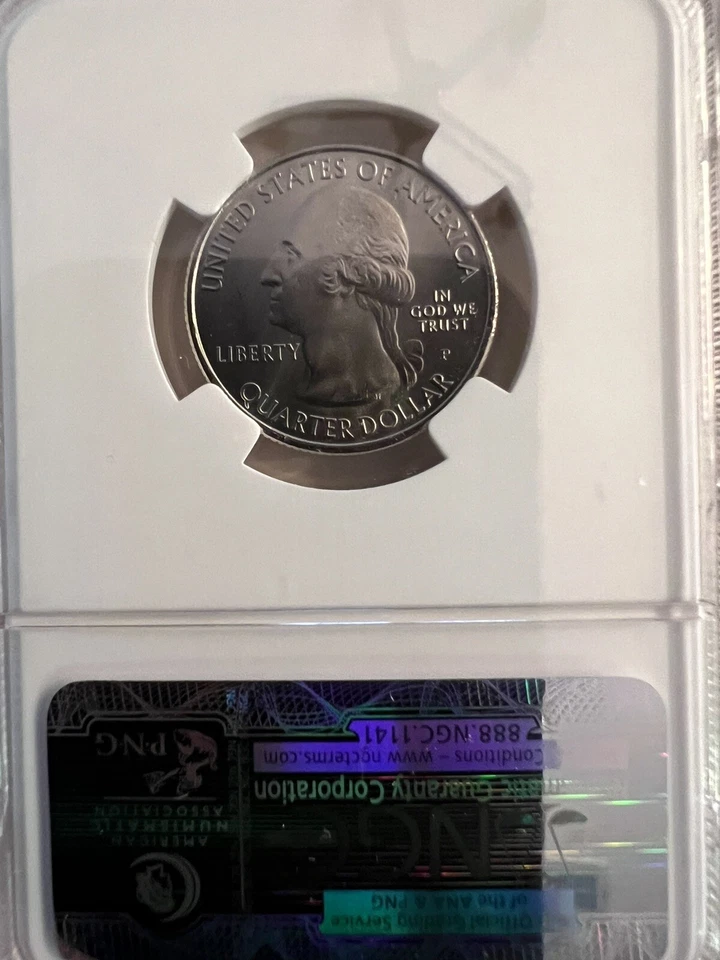 UNITED STATES OF AMERICA
IN
GOD WE
TRUST
LIBERTY
P
QUARTER DOLLAR
Official Grading Service
of the ANA & PNG
NGC
Guaranty Corporation
Conditions – www.ngcterms.com
888.NGC.1141
AMERICAN
NUMISMATIC
ASSOCIATION
P·N·G